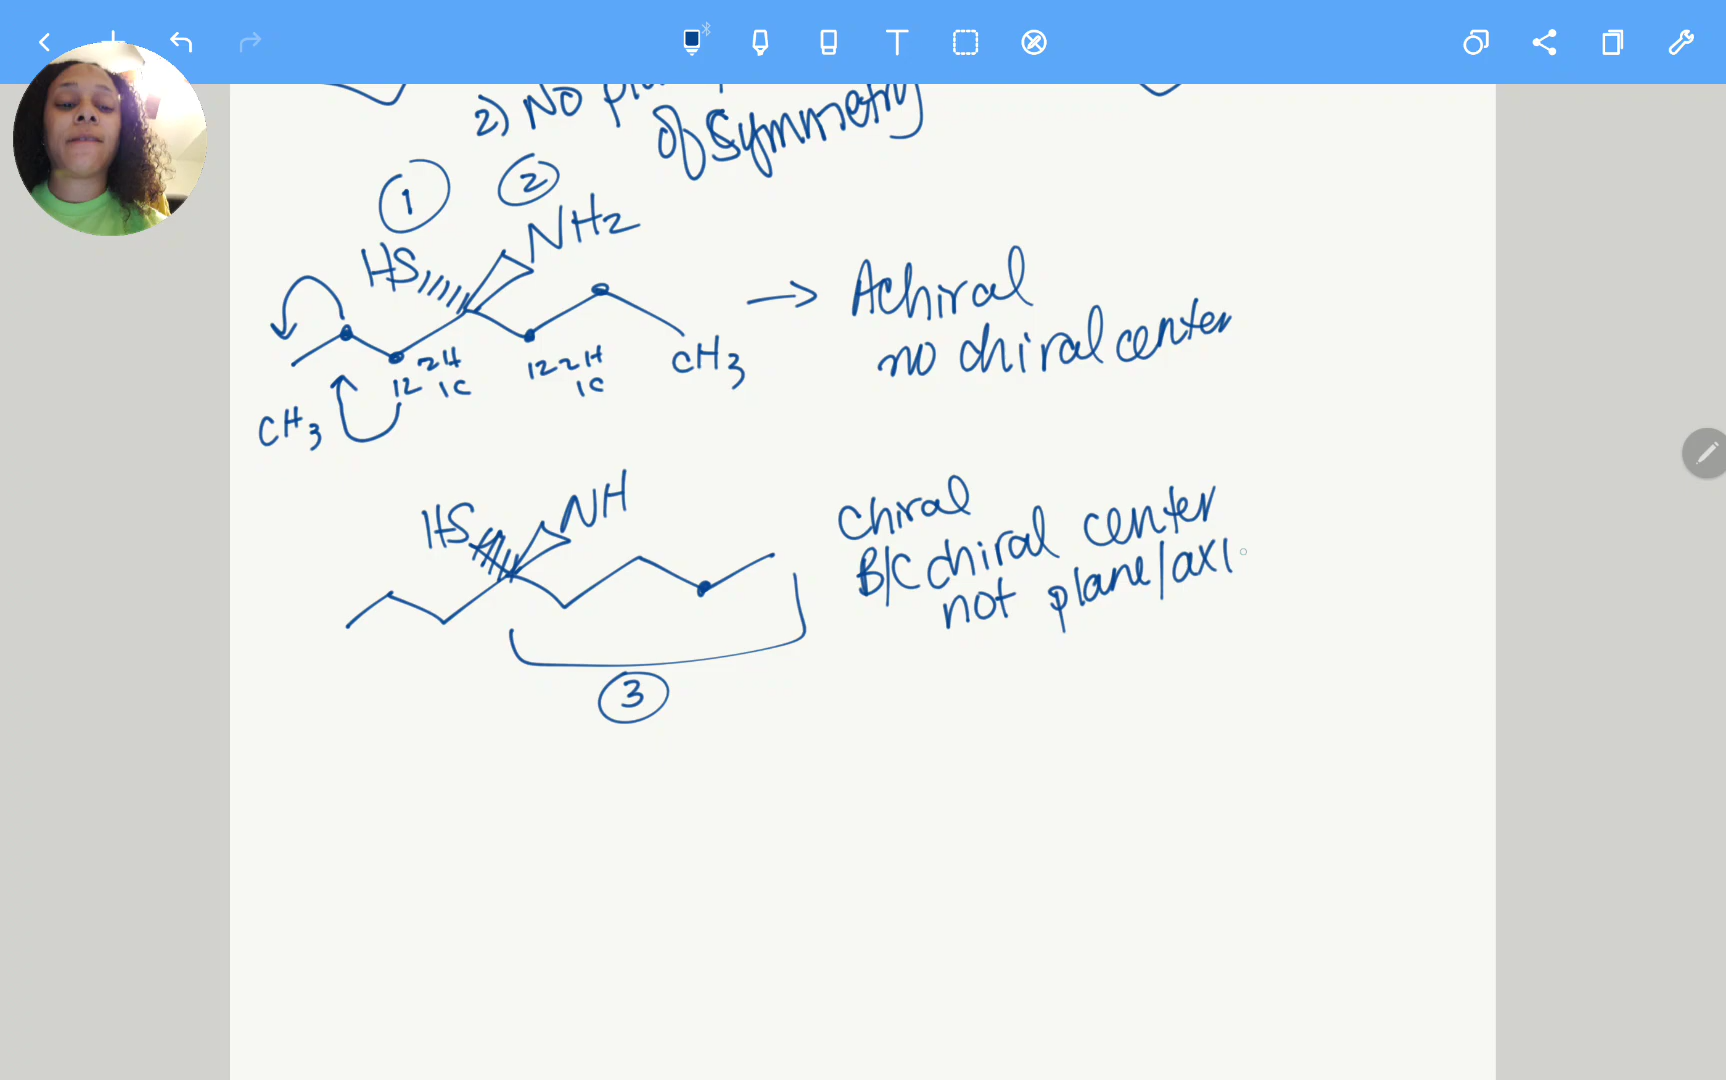 2) No
of symmetry
1
2
HS
NH2
Achiral
no chiral center
2H
12 1C
12 2H
1C
CH3
CH3
HS
NH
Chiral
B/C chiral center
not plane/axi
3